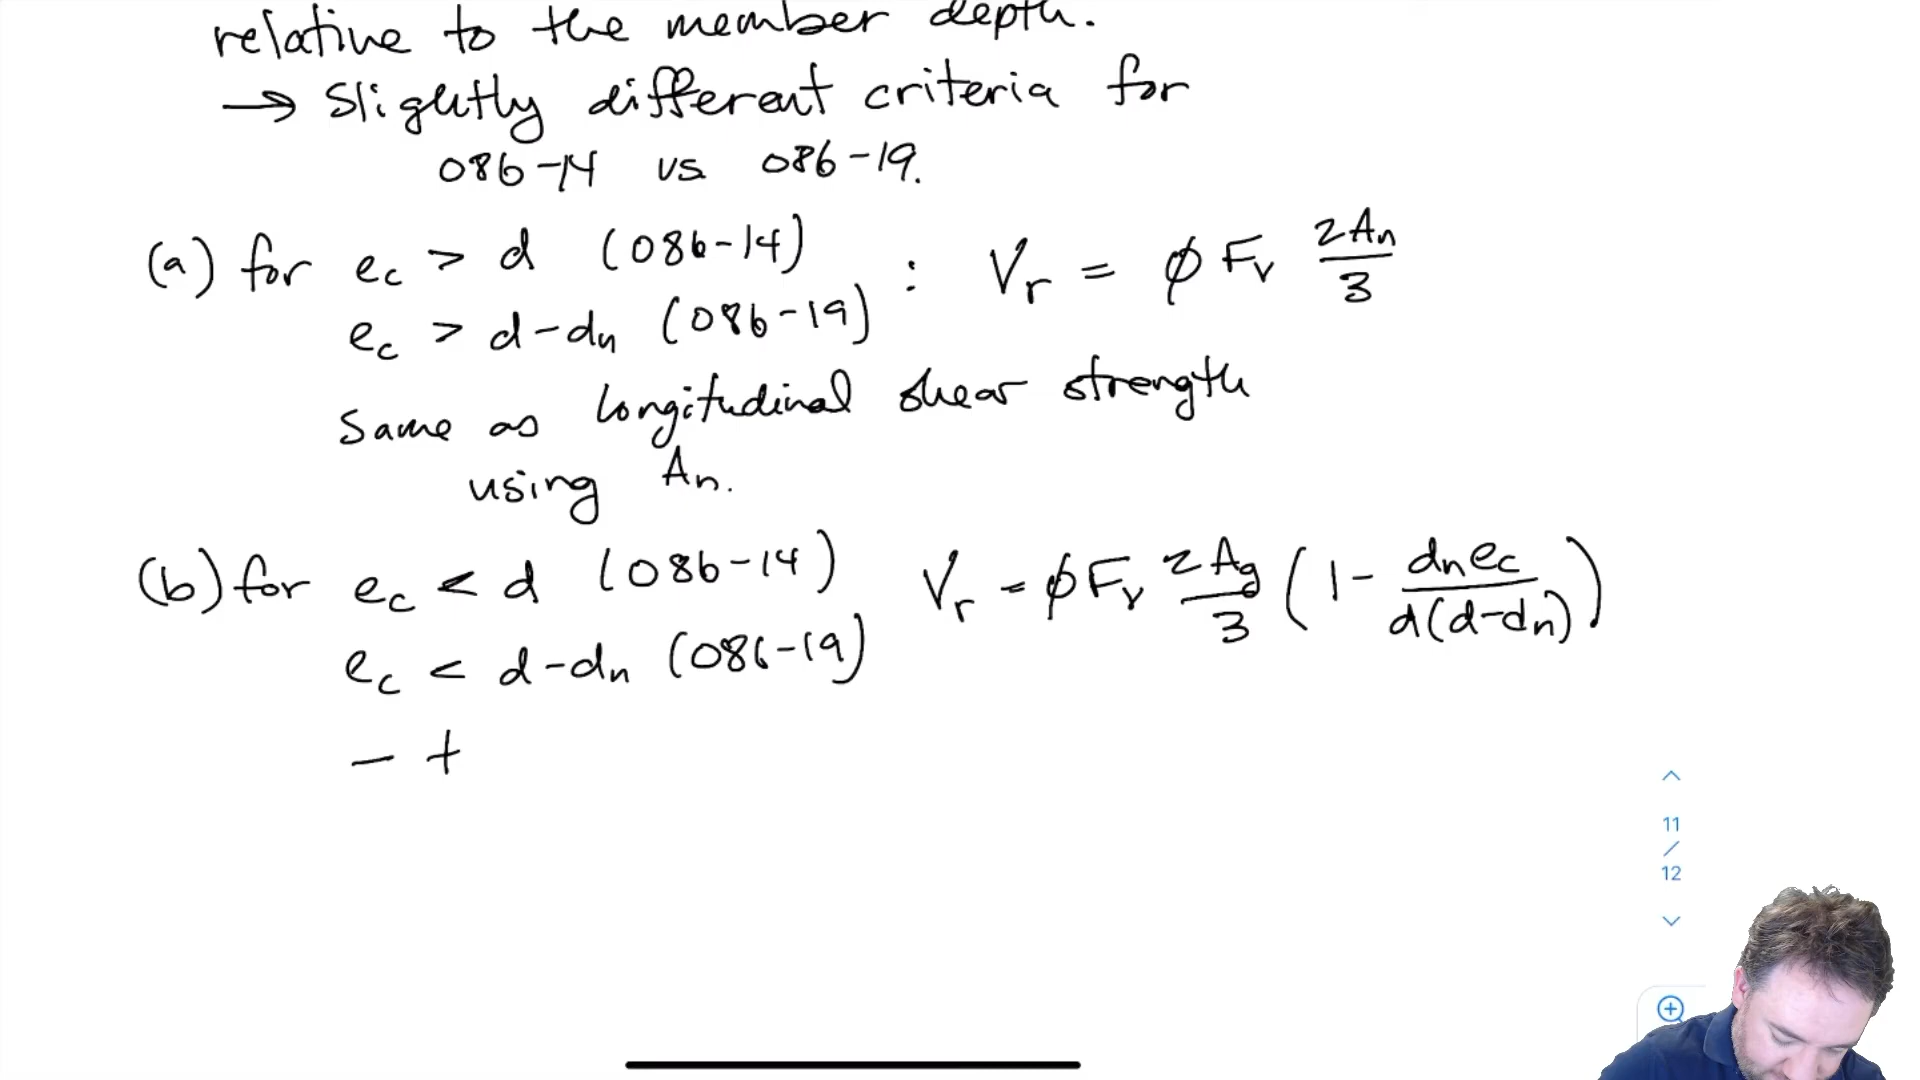 relative to the member depth.
→ Slightly different criteria for
086-14 vs 086-19.
(a) for ec > d (086-14) : Vr = ϕ Fv 2An/3
ec > d-dn (086-19)
Same as longitudinal shear strength
using An.
(b) for ec < d (086-14) Vr = ϕ Fv 2Ag/3 (1 - dnec/d(d-dn))
ec < d-dn (086-19)
- t
11
/
12